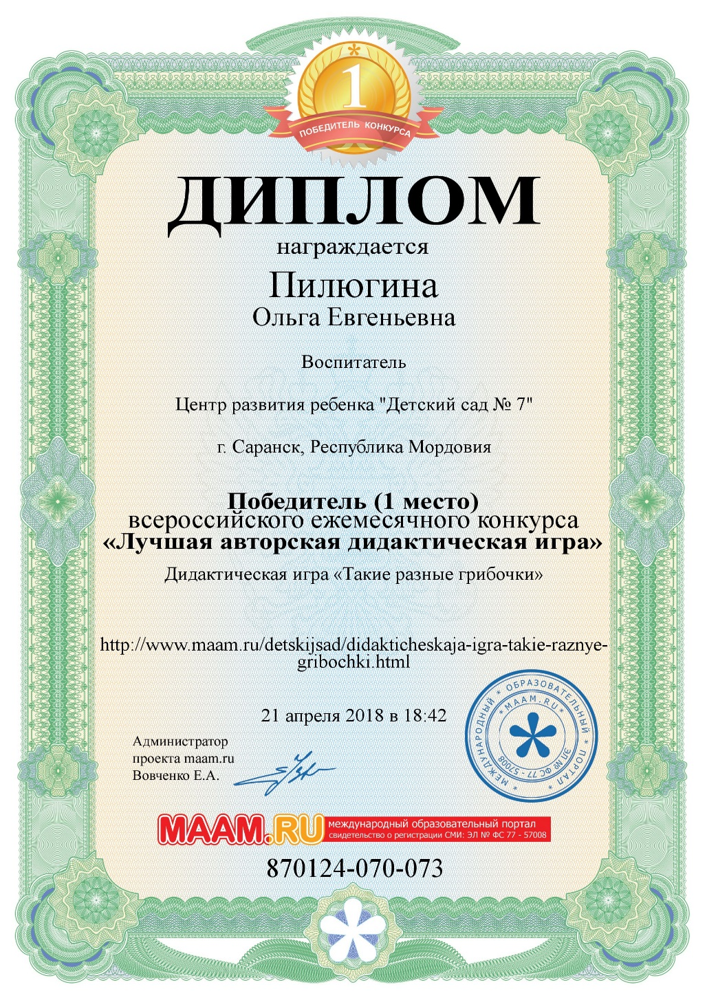 1
ПОБЕДИТЕЛЬ КОНКУРСА
ДИПЛОМ
награждается
Пилюгина
Ольга Евгеньевна
Воспитатель
Центр развития ребенка "Детский сад № 7"
г. Саранск, Республика Мордовия
Победитель (1 место)
всероссийского ежемесячного конкурса
«Лучшая авторская дидактическая игра»
Дидактическая игра «Такие разные грибочки»
http://www.maam.ru/detskijsad/didakticheskaja-igra-takie-raznye-
gribochki.html
21 апреля 2018 в 18:42
Администратор
проекта maam.ru
Вовченко Е.А.
* МЕЖДУНАРОДНЫЙ * ОБРАЗОВАТЕЛЬНЫЙ * ПОРТАЛ *
*MAAM.RU*
ЭЛ № ФС 77 - 57008
MAAM.RU
международный образовательный портал
свидетельство о регистрации СМИ: ЭЛ № ФС 77 - 57008
870124-070-073